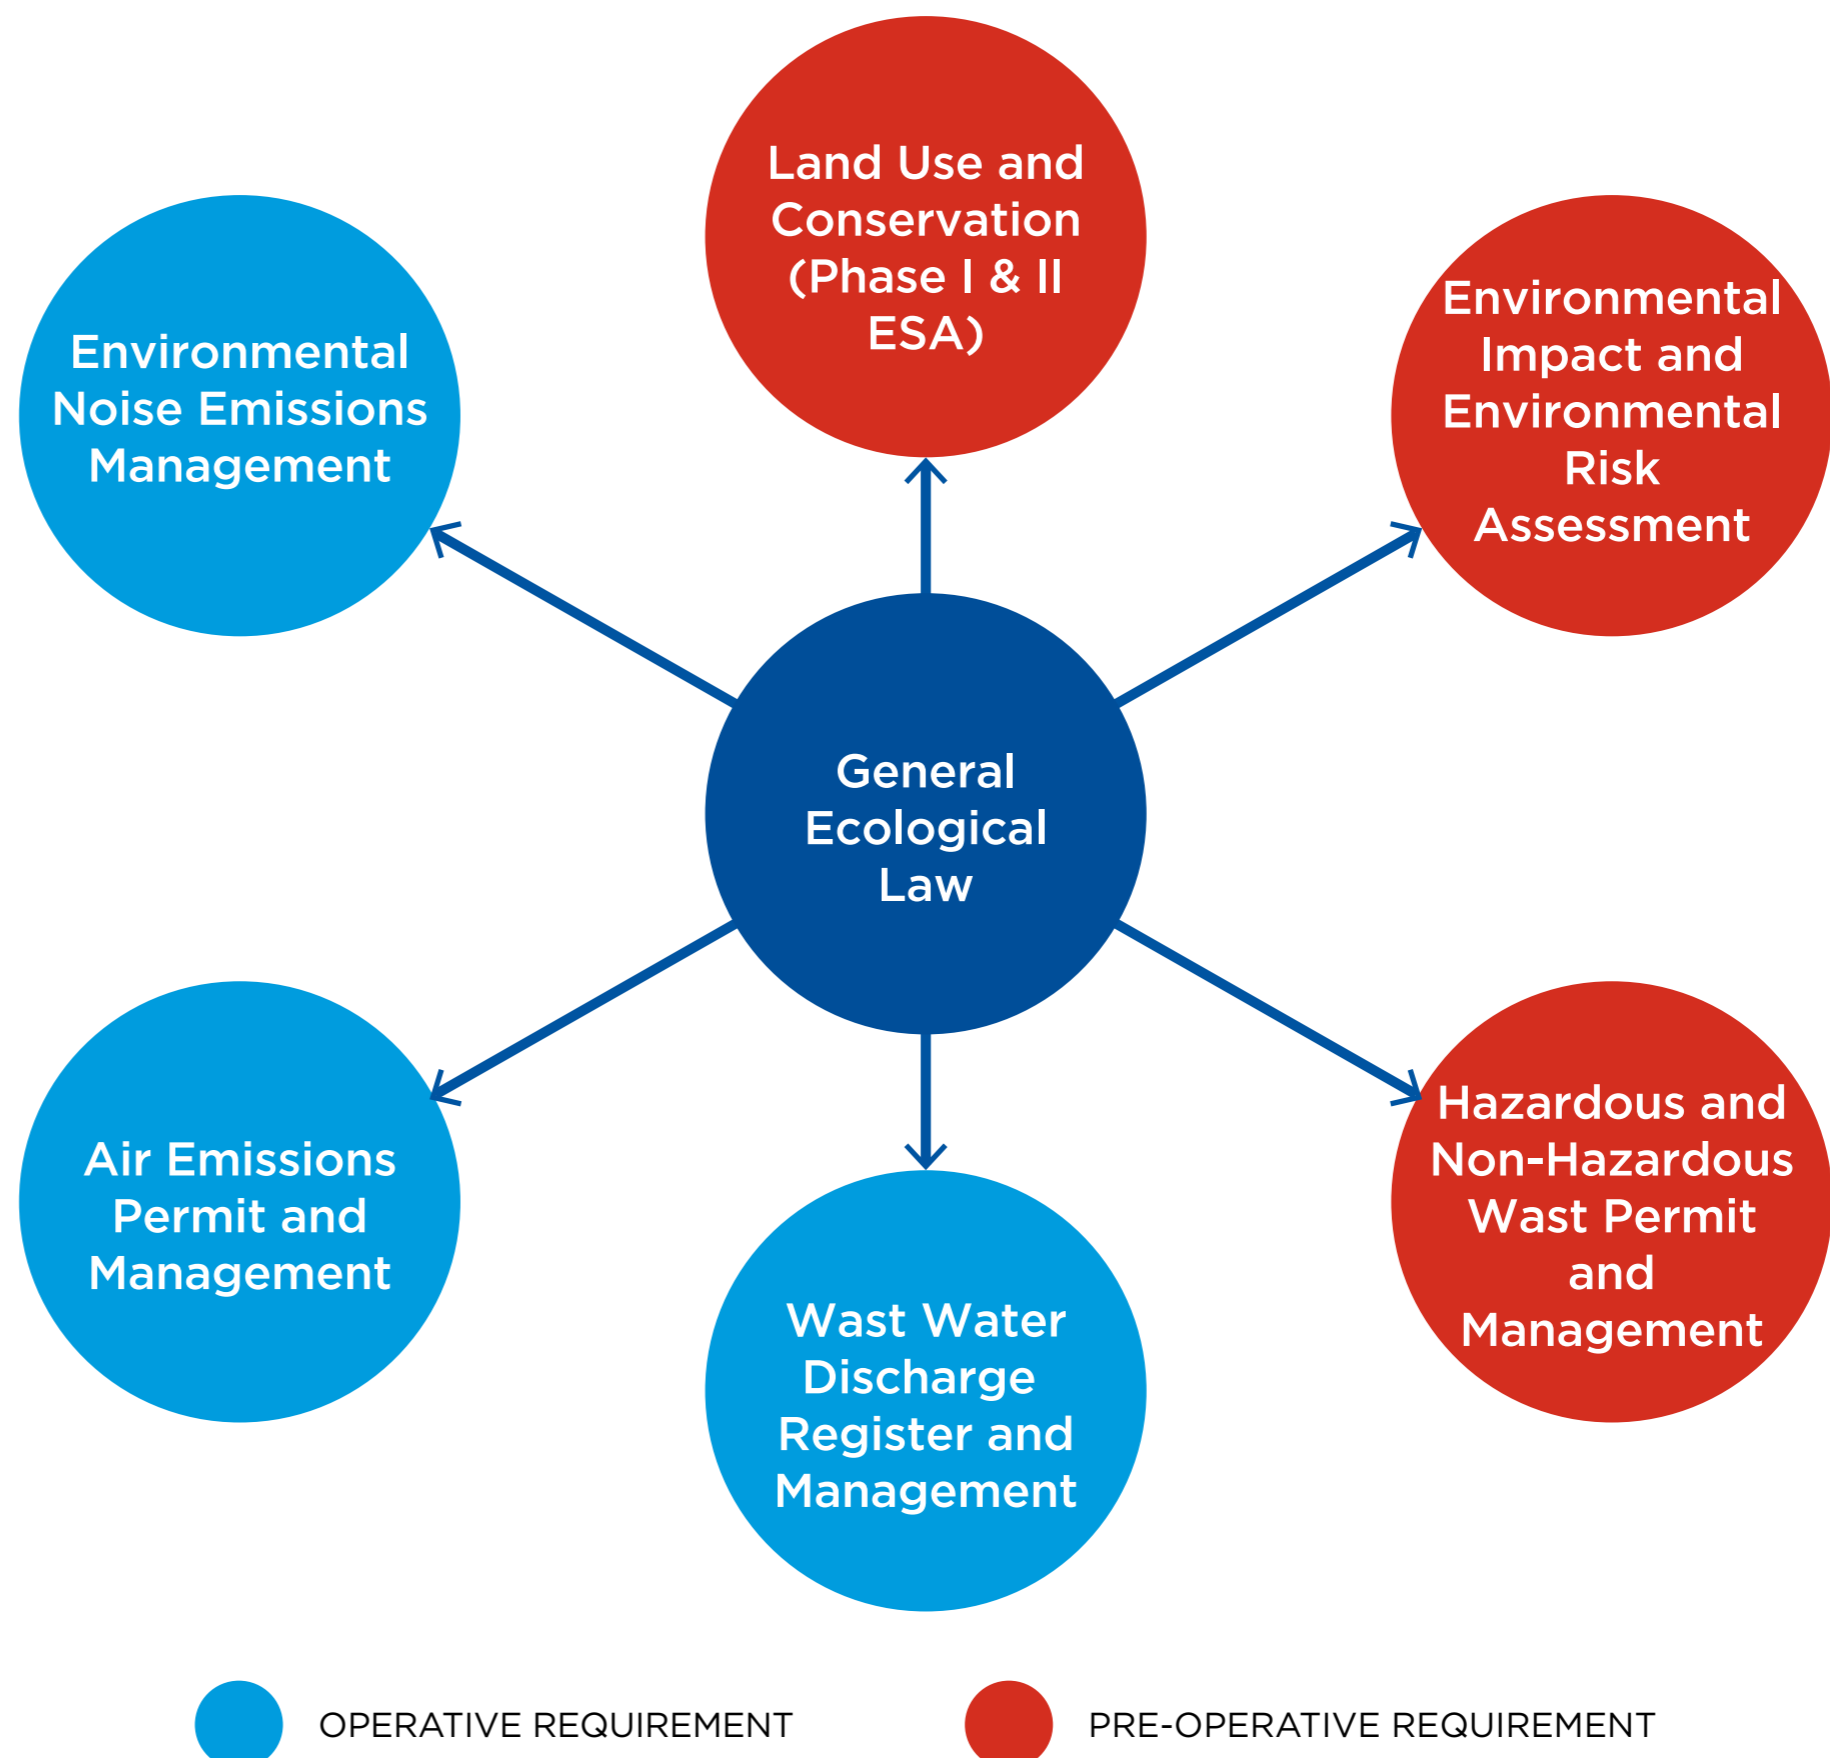 Land Use and
Conservation
(Phase I & II
ESA)
Environmental
Impact and
Environmental
Risk
Assessment
Environmental
Noise Emissions
Management
General
Ecological
Law
Hazardous and
Non-Hazardous
Wast Permit
and
Management
Air Emissions
Permit and
Management
Wast Water
Discharge
Register and
Management
OPERATIVE REQUIREMENT
PRE-OPERATIVE REQUIREMENT